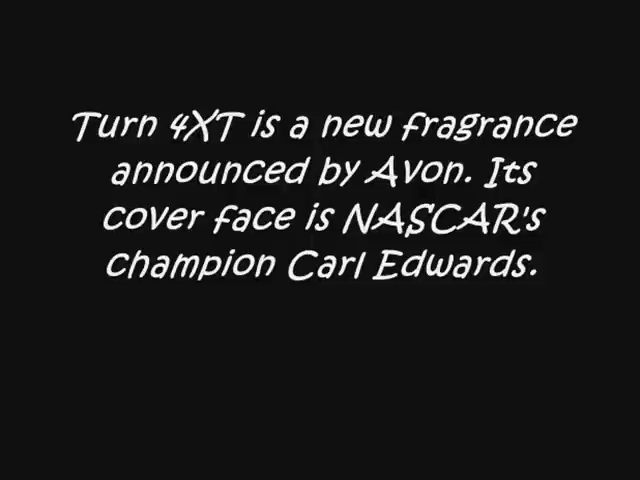 Turn 4XT is a new fragrance
announced by Avon. Its
cover face is NASCAR's
champion Carl Edwards.